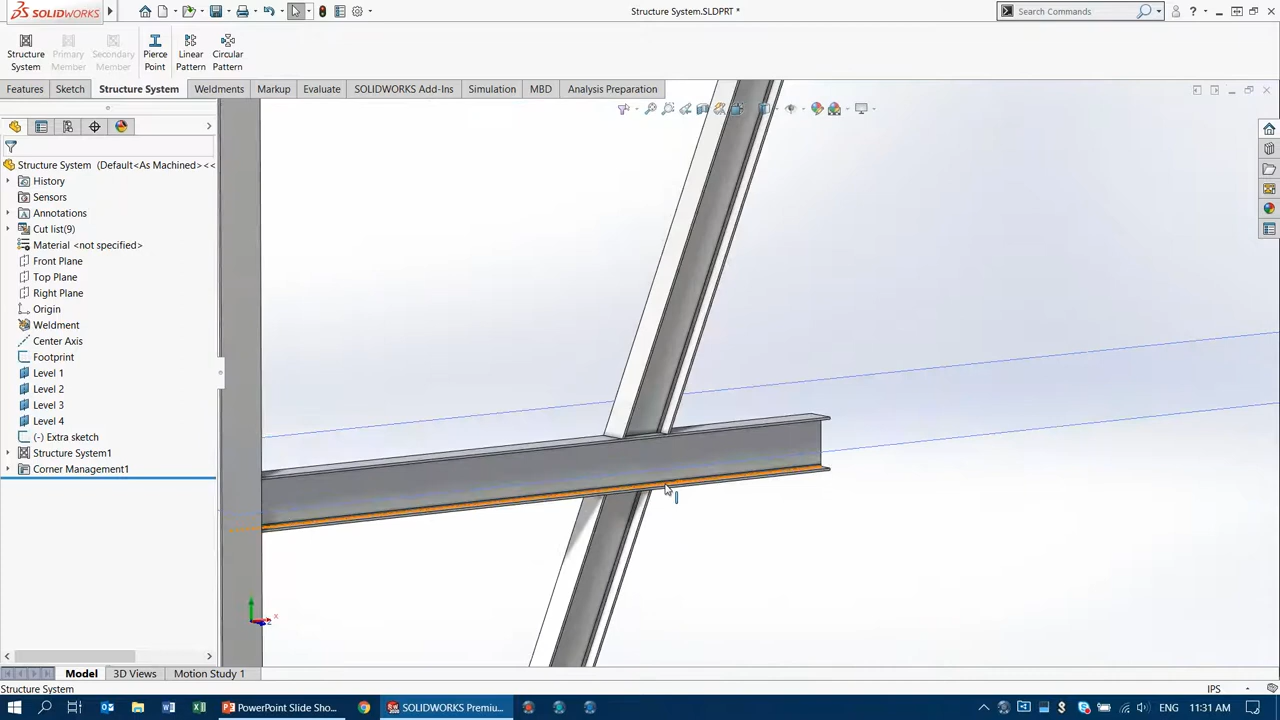 SOLIDWORKS
Structure System.SLDPRT *
Search Commands
Structure System
Primary Member
Secondary Member
Pierce Point
Linear Pattern
Circular Pattern
Features
Sketch
Structure System
Weldments
Markup
Evaluate
SOLIDWORKS Add-Ins
Simulation
MBD
Analysis Preparation
Structure System (Default<As Machined><<
History
Sensors
Annotations
Cut list(9)
Material <not specified>
Front Plane
Top Plane
Right Plane
Origin
Weldment
Center Axis
Footprint
Level 1
Level 2
Level 3
Level 4
(-) Extra sketch
Structure System1
Corner Management1
x
z
Model
3D Views
Motion Study 1
Structure System
IPS
PowerPoint Slide Sho...
SOLIDWORKS Premiu...
ENG
11:31 AM